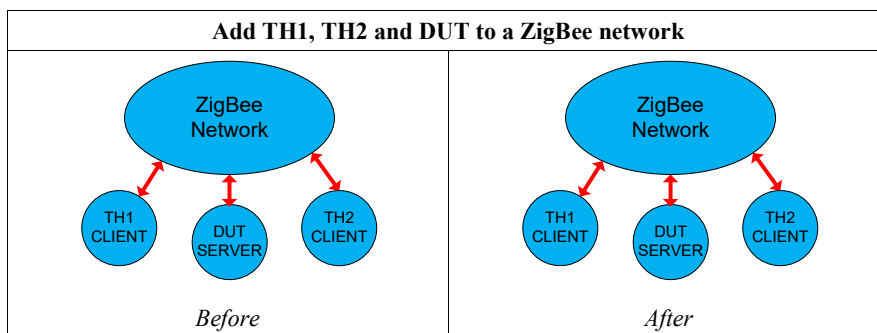 Add TH1, TH2 and DUT to a ZigBee network
ZigBee
Network
TH1
CLIENT
DUT
SERVER
TH2
CLIENT
Before
ZigBee
Network
TH1
CLIENT
DUT
SERVER
TH2
CLIENT
After